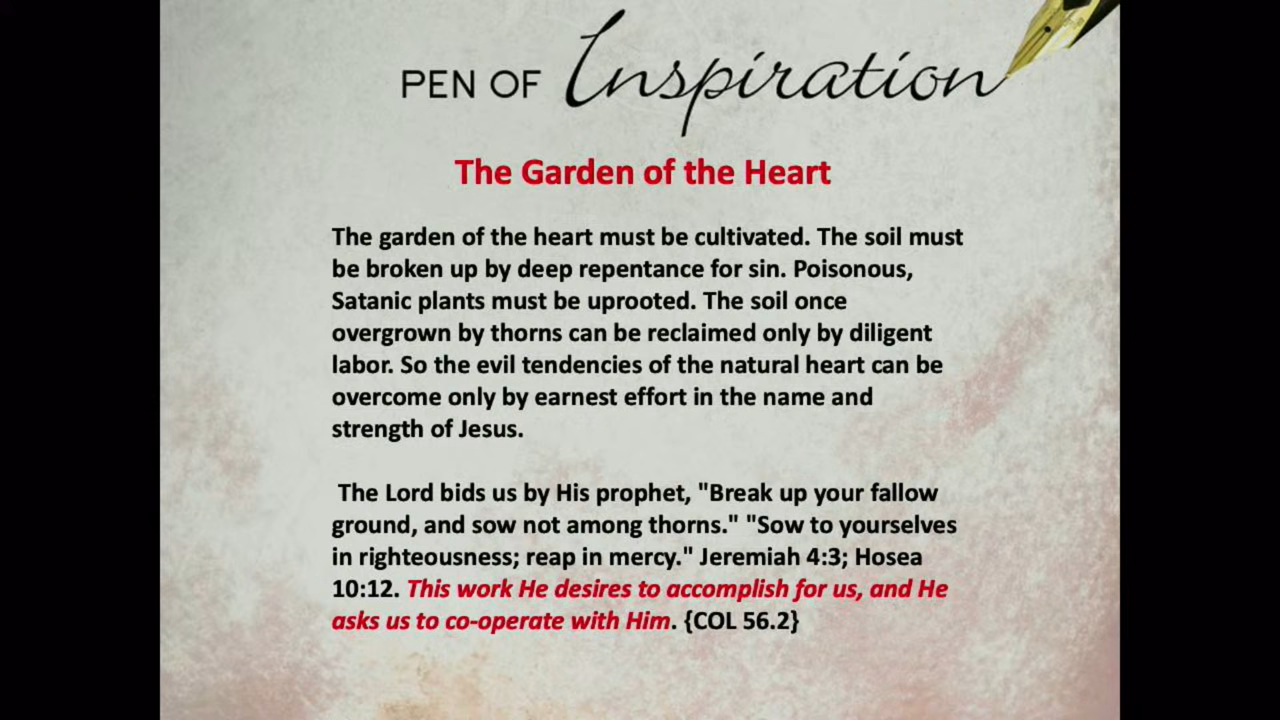 PEN OF Inspiration
The Garden of the Heart
The garden of the heart must be cultivated. The soil must
be broken up by deep repentance for sin. Poisonous,
Satanic plants must be uprooted. The soil once
overgrown by thorns can be reclaimed only by diligent
labor. So the evil tendencies of the natural heart can be
overcome only by earnest effort in the name and
strength of Jesus.
The Lord bids us by His prophet, "Break up your fallow
ground, and sow not among thorns." "Sow to yourselves
in righteousness; reap in mercy." Jeremiah 4:3; Hosea
10:12. This work He desires to accomplish for us, and He
asks us to co-operate with Him. {COL 56.2}